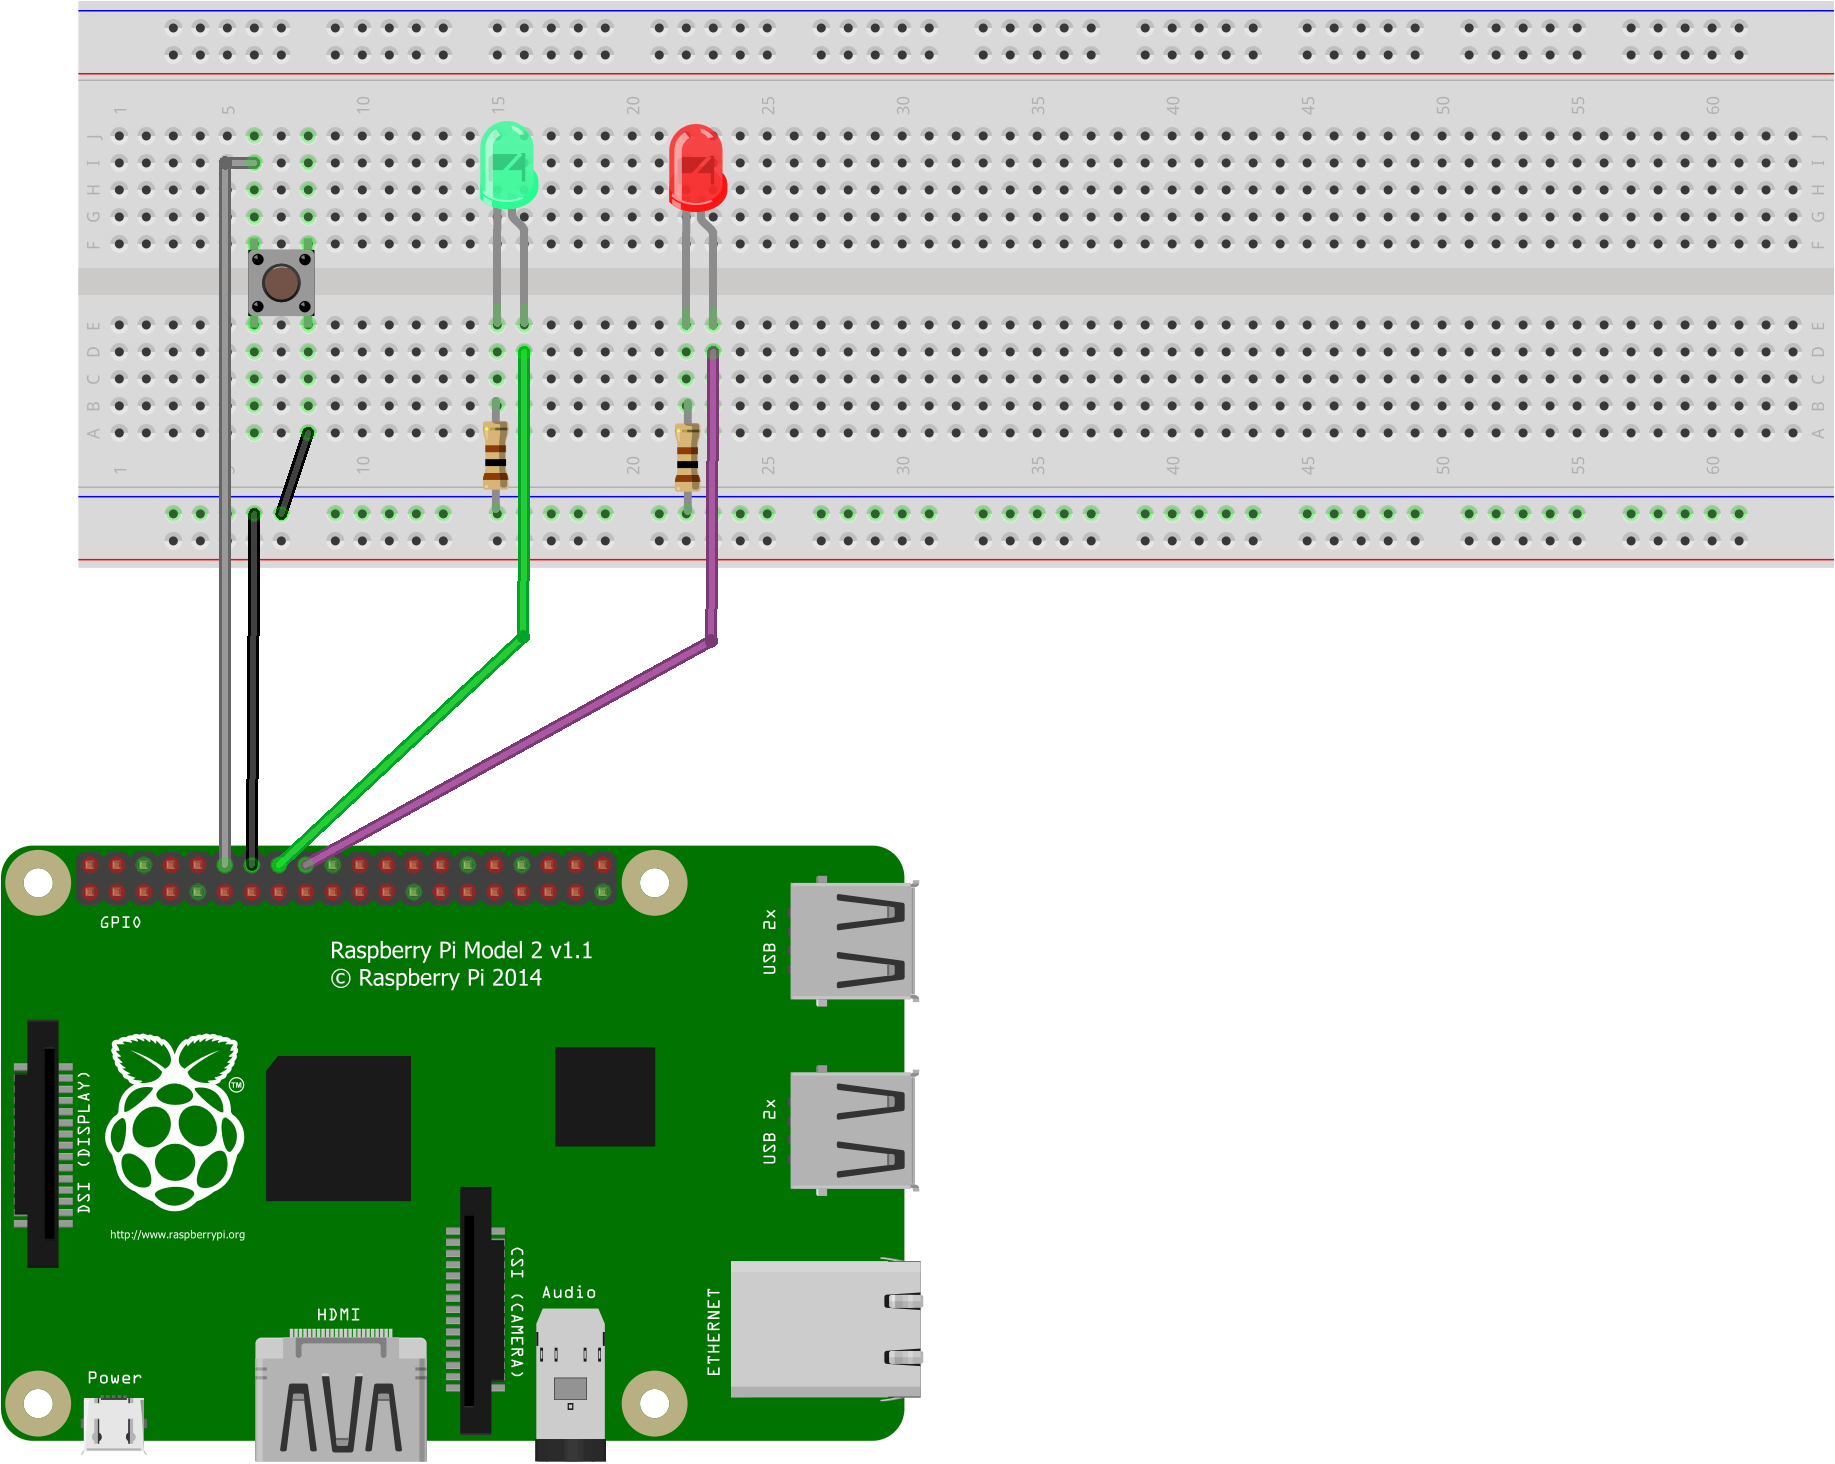 1 5 10 15 20 25 30 35 40 45 50 55 60
J J
I I
H H
G G
F F
E E
D D
C C
B B
A A
1 5 10 15 20 25 30 35 40 45 50 55 60
GPIO
Raspberry Pi Model 2 v1.1
© Raspberry Pi 2014
USB 2x
DSI (DISPLAY)
TM
USB 2x
http://www.raspberrypi.org
CSI (CAMERA)
Audio
ETHERNET
HDMI
Power